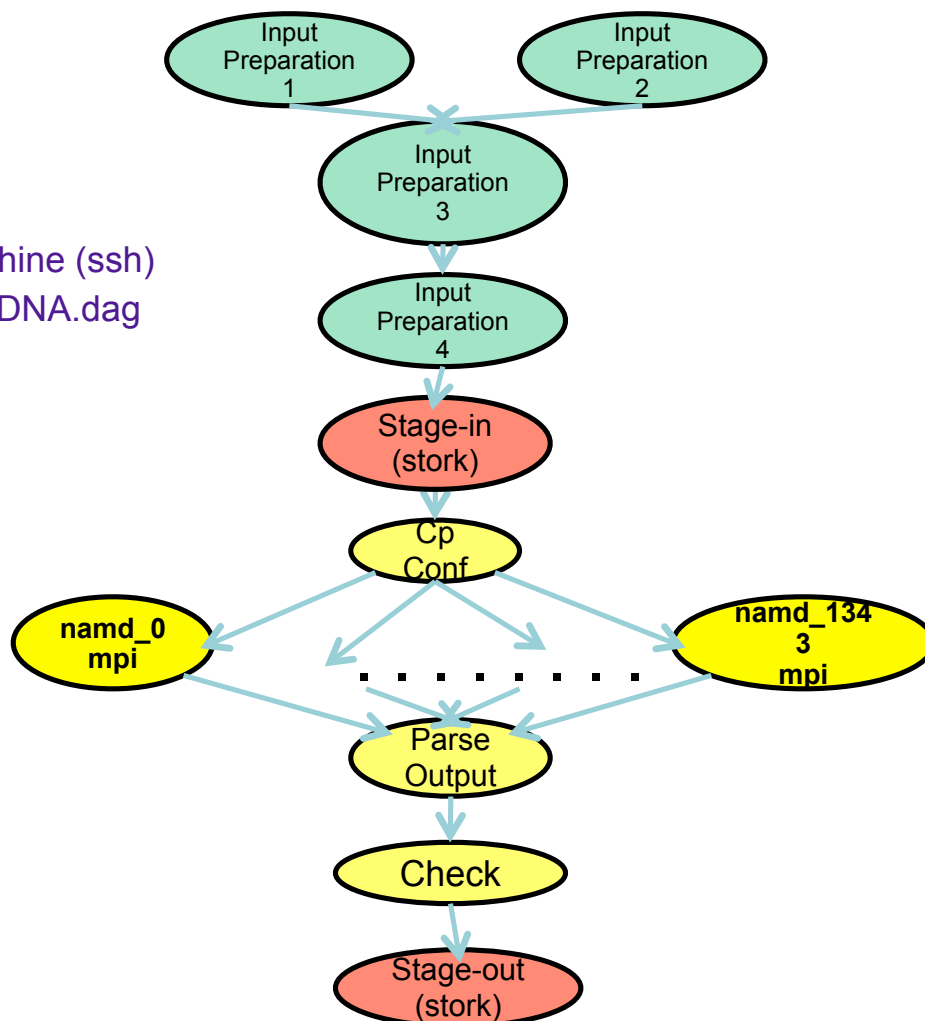 Input
Preparation
1
Input
Preparation
2
Input
Preparation
3
hine (ssh)
DNA.dag
Input
Preparation
4
Stage-in
(stork)
Cp
Conf
namd_0
mpi
namd_134
3
mpi
. . . . . . . .
Parse
Output
Check
Stage-out
(stork)